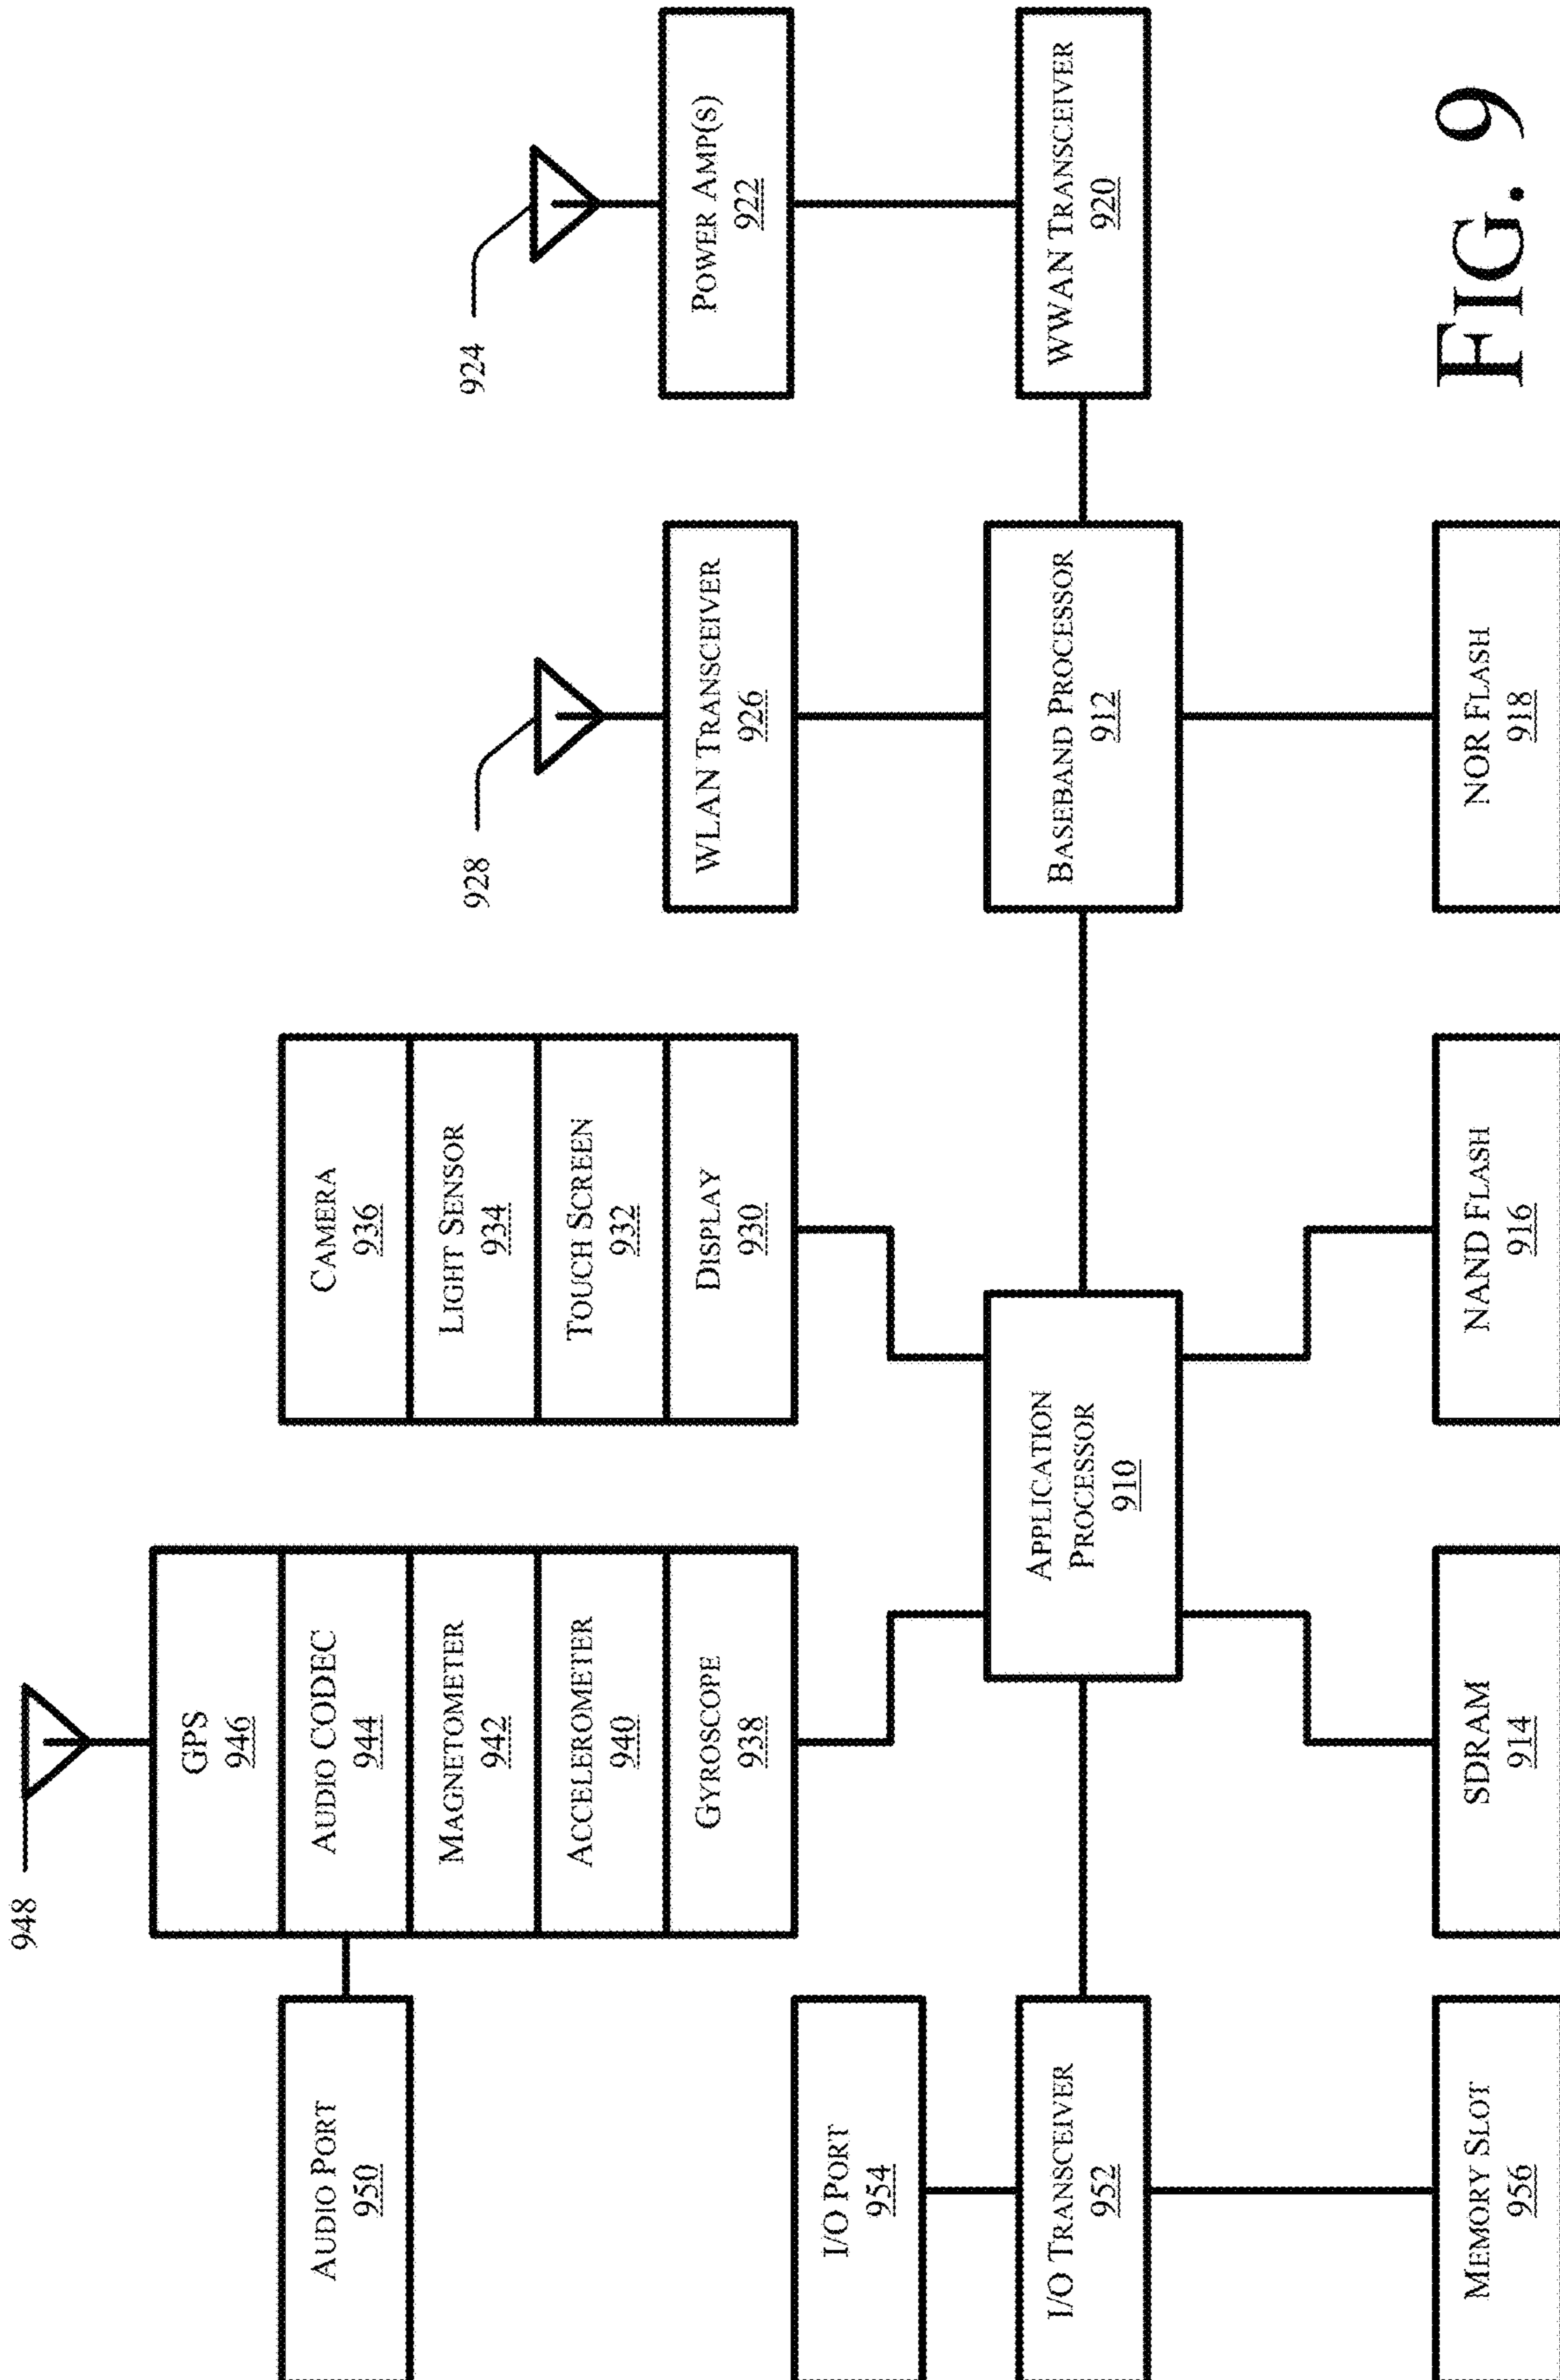 948
GPS
946
AUDIO PORT
950
AUDIO CODEC
944
CAMERA
936
MAGNETOMETER
942
LIGHT SENSOR
934
928
924
ACCELEROMETER
940
TOUCH SCREEN
932
GYROSCOPE
938
DISPLAY
930
WLAN TRANSCEIVER
926
POWER AMP(S)
922
I/O PORT
954
I/O TRANSCEIVER
952
APPLICATION
PROCESSOR
910
BASEBAND PROCESSOR
912
WWAN TRANSCEIVER
920
MEMORY SLOT
956
SDRAM
914
NAND FLASH
916
NOR FLASH
918
FIG. 9